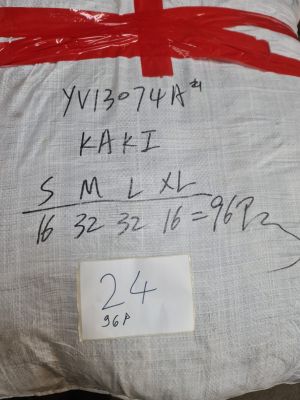 YV13074A#
KAKI
S M L XL
16 32 32 16 = 96P
24
96P